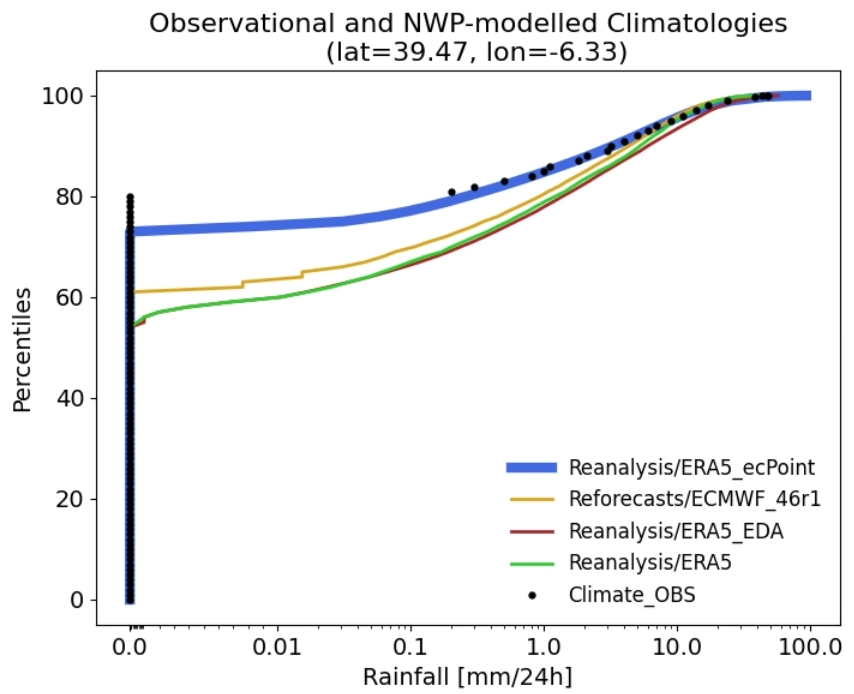 Observational and NWP-modelled Climatologies
(lat=39.47, lon=-6.33)
100
80
60
40
20
0
Percentiles
Reanalysis/ERA5_ecPoint
Reforecasts/ECMWF_46r1
Reanalysis/ERA5_EDA
Reanalysis/ERA5
Climate_OBS
0.0 0.01 0.1 1.0 10.0 100.0
Rainfall [mm/24h]